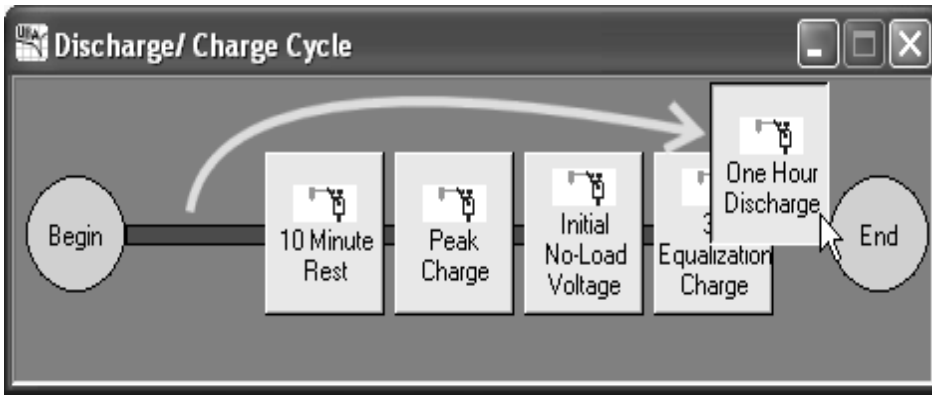 Discharge/ Charge Cycle
Begin
10 Minute
Rest
Peak
Charge
Initial
No-Load
Voltage
3
Equalization
Charge
One Hour
Discharge
End